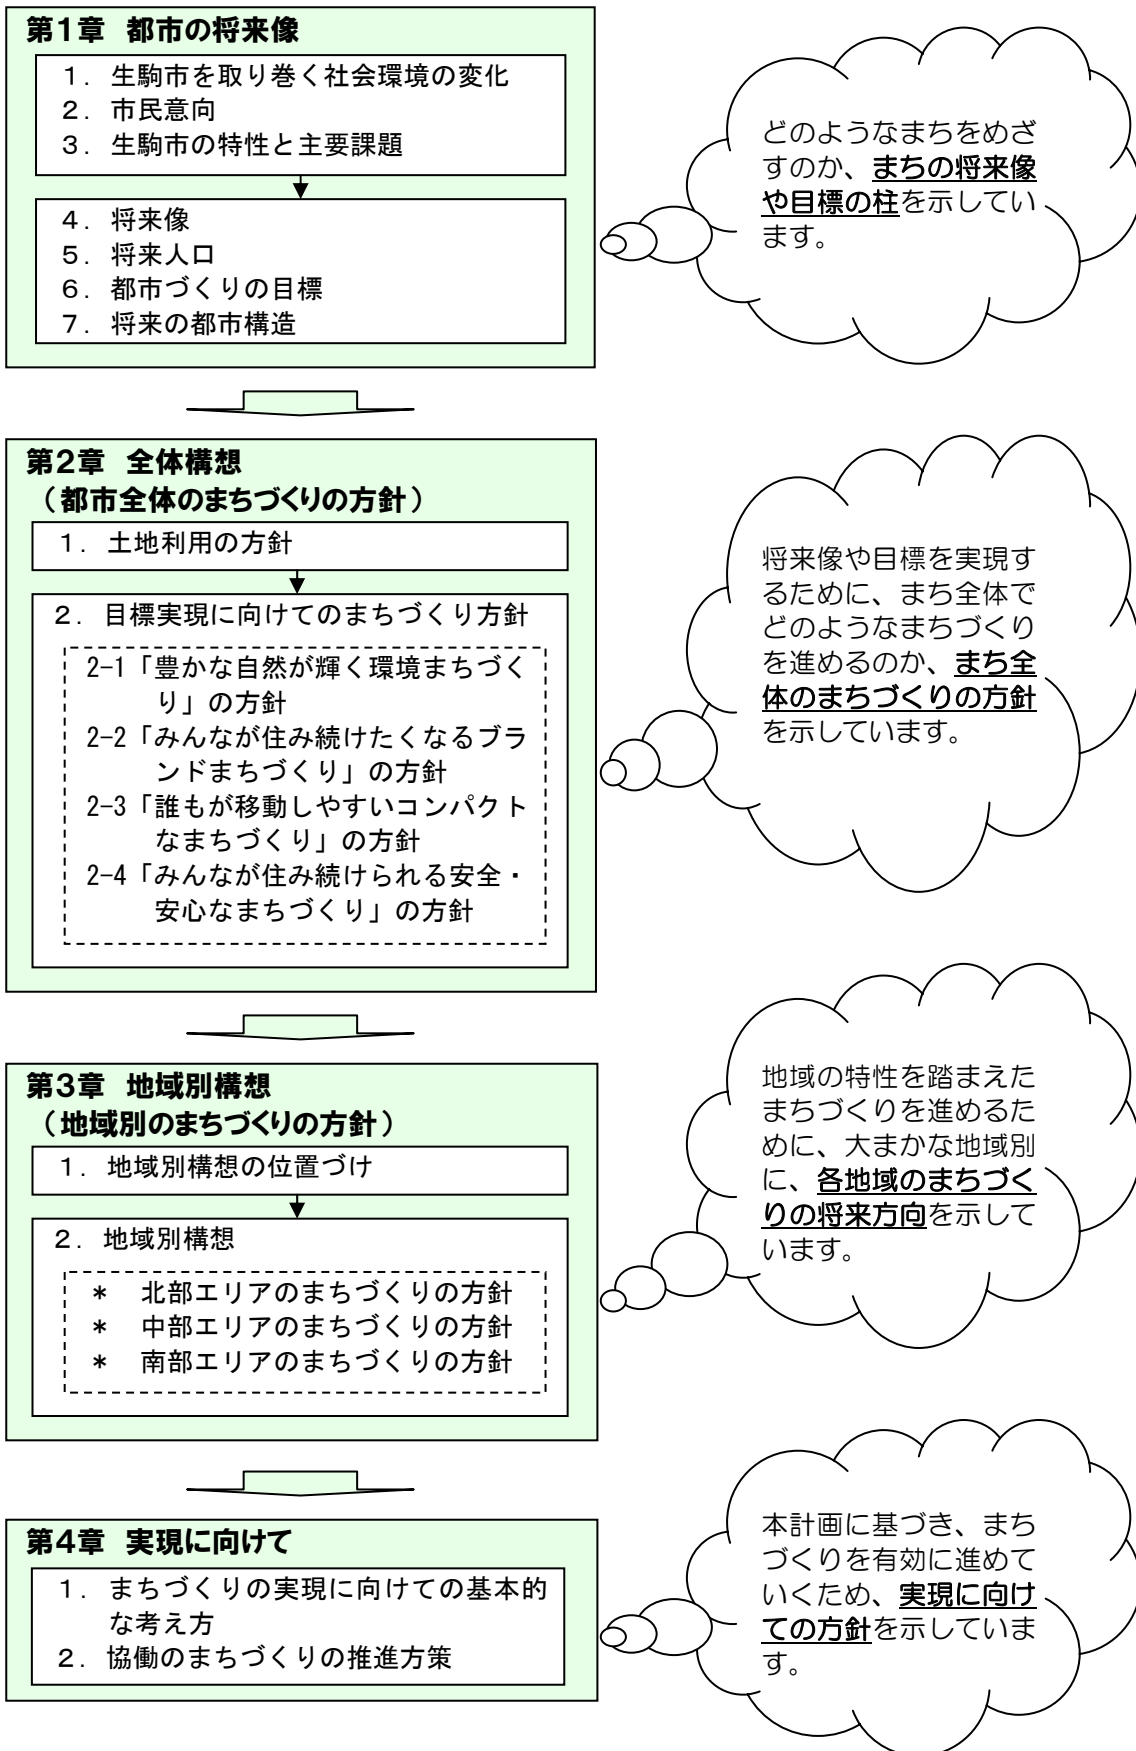 第1章 都市の将来像
１．生駒市を取り巻く社会環境の変化
２．市民意向
３．生駒市の特性と主要課題
４．将来像
５．将来人口
６．都市づくりの目標
７．将来の都市構造
どのようなまちをめざ
すのか、まちの将来像
や目標の柱を示してい
ます。
第2章 全体構想
（都市全体のまちづくりの方針）
１．土地利用の方針
２．目標実現に向けてのまちづくり方針
2-1「豊かな自然が輝く環境まちづく
り」の方針
2-2「みんなが住み続けたくなるブラ
ンドまちづくり」の方針
2-3「誰もが移動しやすいコンパクト
なまちづくり」の方針
2-4「みんなが住み続けられる安全・
安心なまちづくり」の方針
将来像や目標を実現す
るために、まち全体で
どのようなまちづくり
を進めるのか、まち全
体のまちづくりの方針
を示しています。
第3章 地域別構想
（地域別のまちづくりの方針）
１．地域別構想の位置づけ
２．地域別構想
* 北部エリアのまちづくりの方針
* 中部エリアのまちづくりの方針
* 南部エリアのまちづくりの方針
地域の特性を踏まえた
まちづくりを進めるた
めに、大まかな地域別
に、各地域のまちづく
りの将来方向を示して
います。
第4章 実現に向けて
１．まちづくりの実現に向けての基本的
な考え方
２．協働のまちづくりの推進方策
本計画に基づき、まち
づくりを有効に進めて
いくため、実現に向け
ての方針を示していま
す。